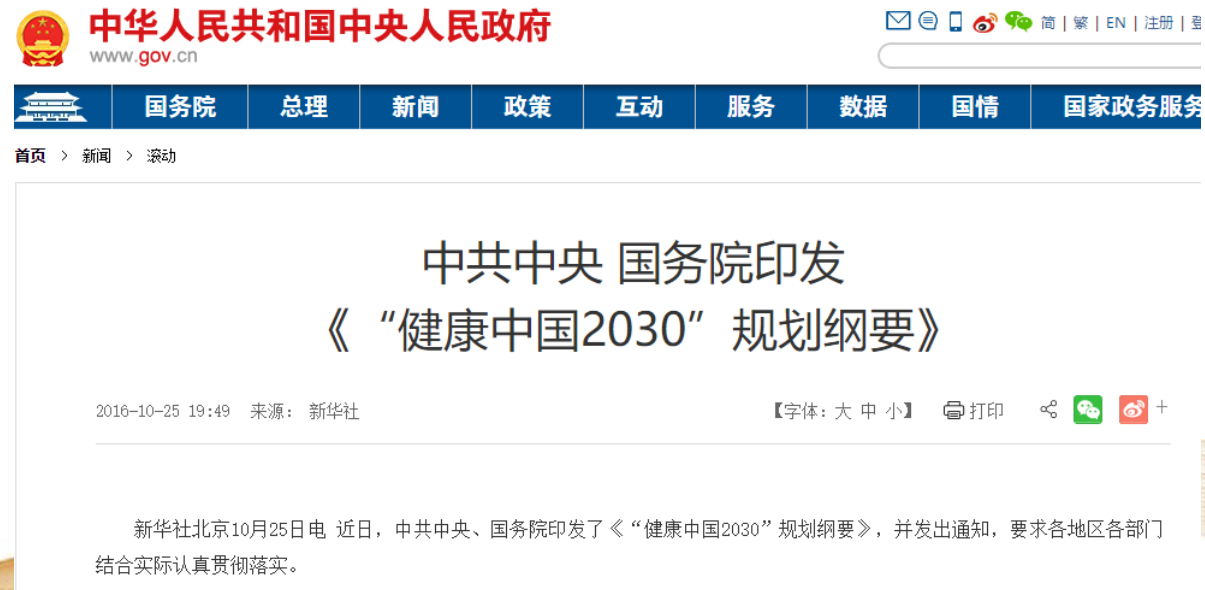 中华人民共和国中央人民政府
www.gov.cn
简 | 繁 | EN | 注册 |
国务院 总理 新闻 政策 互动 服务 数据 国情 国家政务服务
首页 > 新闻 > 滚动
中共中央 国务院印发
《“健康中国2030”规划纲要》
2016-10-25 19:49 来源： 新华社 【字体：大 中 小】 打印 +
新华社北京10月25日电 近日，中共中央、国务院印发了《“健康中国2030”规划纲要》，并发出通知，要求各地区各部门
结合实际认真贯彻落实。